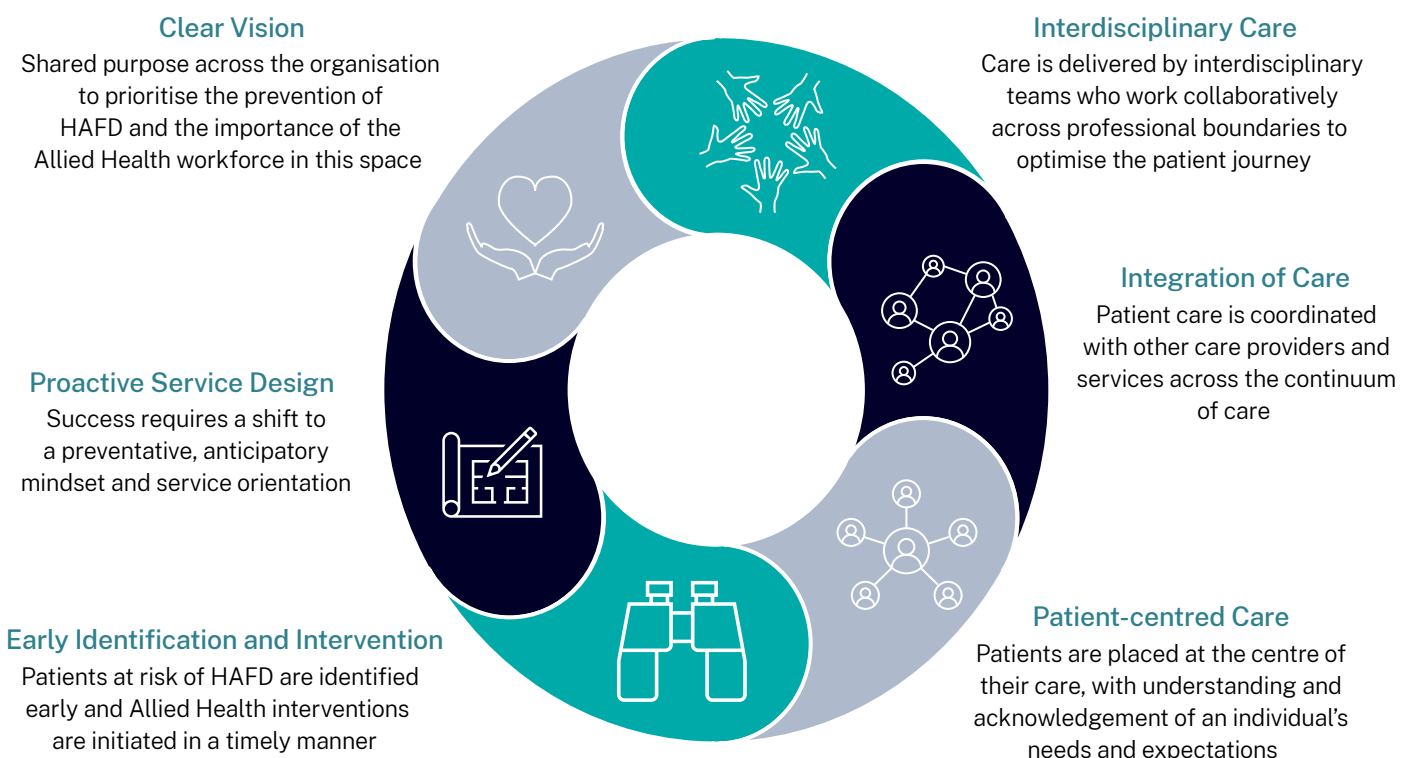 Clear Vision
Shared purpose across the organisation
to prioritise the prevention of
HAFD and the importance of the
Allied Health workforce in this space
Interdisciplinary Care
Care is delivered by interdisciplinary
teams who work collaboratively
across professional boundaries to
optimise the patient journey
Integration of Care
Patient care is coordinated
with other care providers and
services across the continuum
of care
Proactive Service Design
Success requires a shift to
a preventative, anticipatory
mindset and service orientation
Early Identification and Intervention
Patients at risk of HAFD are identified
early and Allied Health interventions
are initiated in a timely manner
Patient-centred Care
Patients are placed at the centre of
their care, with understanding and
acknowledgement of an individual’s
needs and expectations